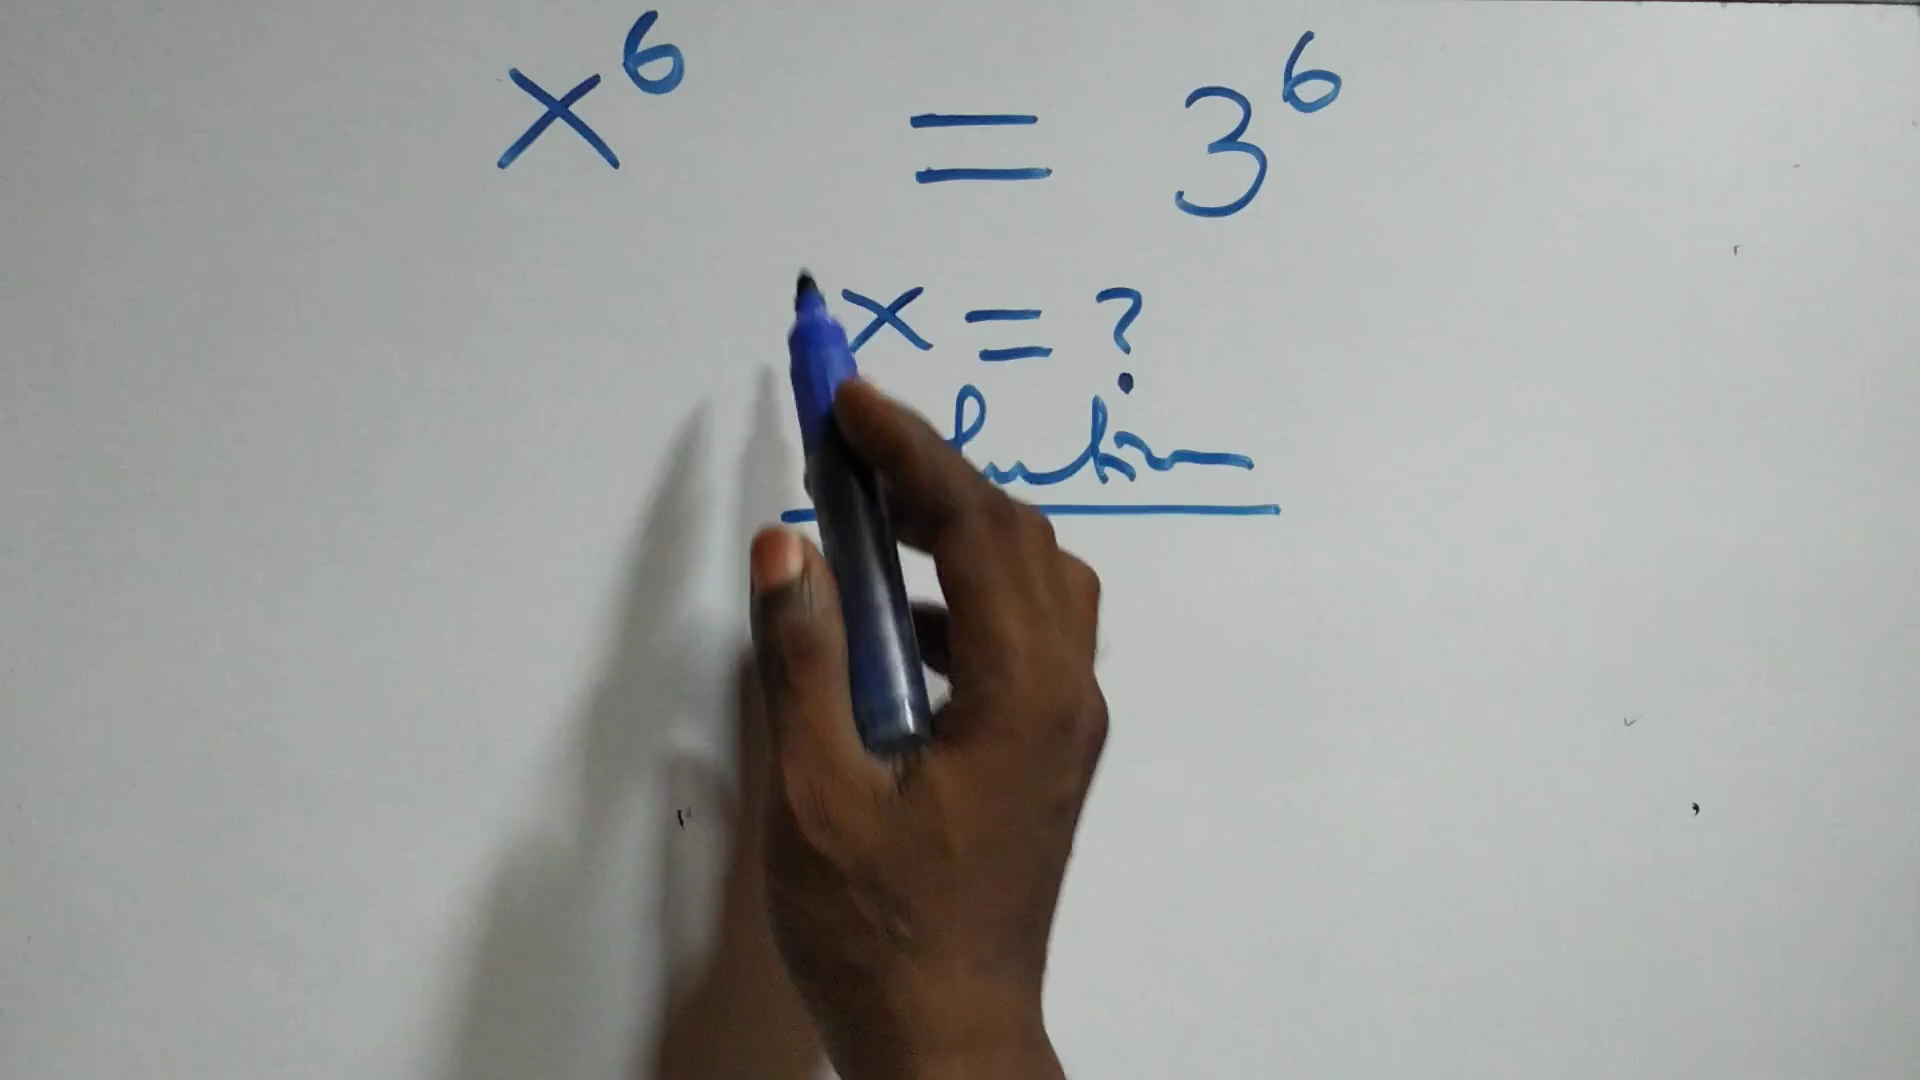 x⁶ = 3⁶
x = ?